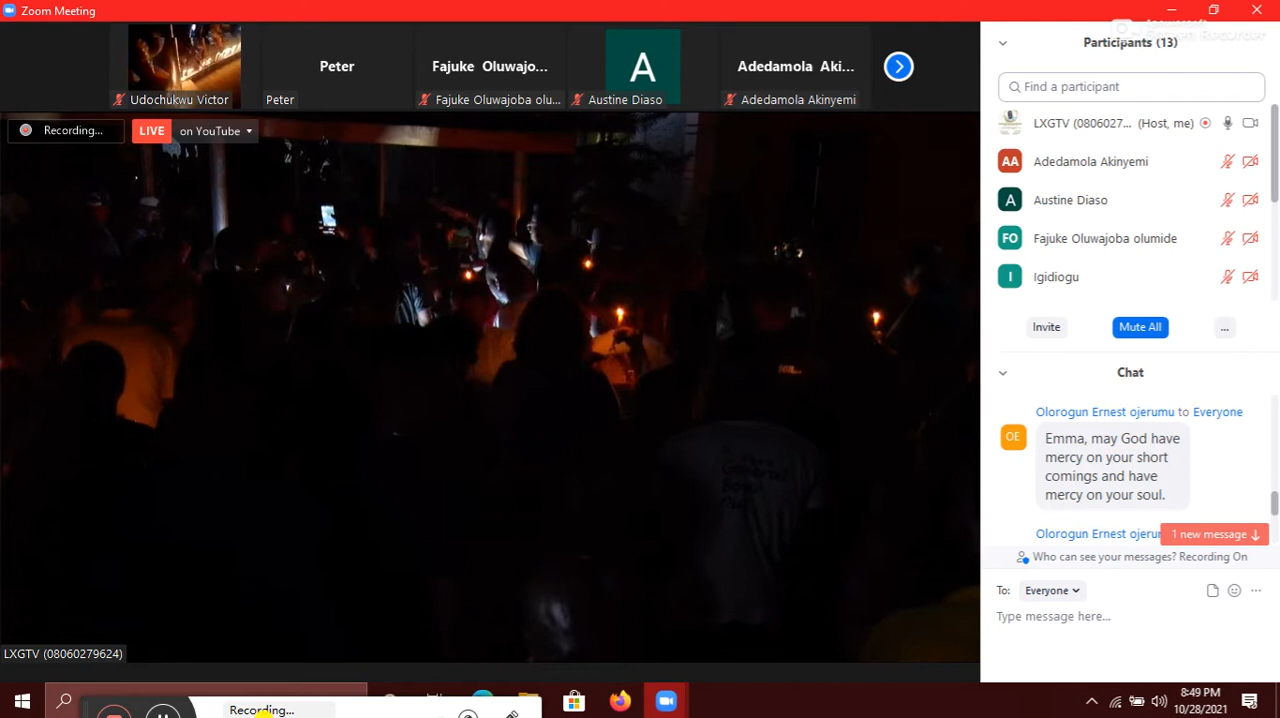 Zoom Meeting
Udochukwu Victor
Peter
Peter
Fajuke Oluwajo...
Fajuke Oluwajoba olu...
A
Austine Diaso
Adedamola Aki...
Adedamola Akinyemi
Recording...
LIVE on YouTube
LXGTV (08060279624)
Participants (13)
Screen Recorder
Find a participant
LXGTV (0806027... (Host, me)
AA Adedamola Akinyemi
A Austine Diaso
FO Fajuke Oluwajoba olumide
I Igidiogu
Invite Mute All ...
Chat
Olorogun Ernest ojerumu to Everyone
OE
Emma, may God have
mercy on your short
comings and have
mercy on your soul.
Olorogun Ernest ojeru
1 new message
Who can see your messages? Recording On
To: Everyone
Type message here...
Recording...
8:49 PM
10/28/2021